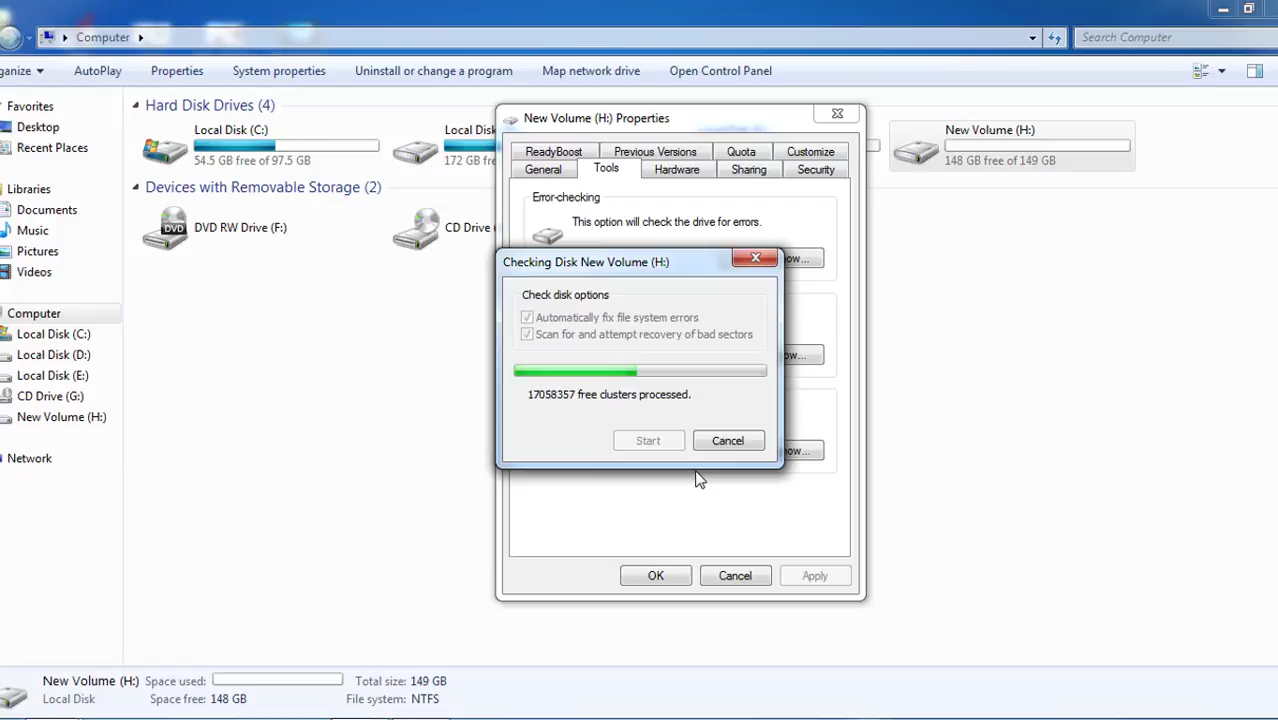 Computer
Search Computer
ganize
AutoPlay
Properties
System properties
Uninstall or change a program
Map network drive
Open Control Panel
Favorites
Desktop
Recent Places
Libraries
Documents
Music
Pictures
Videos
Computer
Local Disk (C:)
Local Disk (D:)
Local Disk (E:)
CD Drive (G:)
New Volume (H:)
Network
Hard Disk Drives (4)
Local Disk (C:)
54.5 GB free of 97.5 GB
Local Disk
172 GB free
New Volume (H:)
148 GB free of 149 GB
Devices with Removable Storage (2)
DVD
DVD RW Drive (F:)
CD Drive
New Volume (H:) Properties
ReadyBoost
Previous Versions
Quota
Customize
General
Tools
Hardware
Sharing
Security
Error-checking
This option will check the drive for errors.
ow...
Checking Disk New Volume (H:)
Check disk options
Automatically fix file system errors
Scan for and attempt recovery of bad sectors
ow...
17058357 free clusters processed.
Start
Cancel
ow...
OK
Cancel
Apply
New Volume (H:)
Space used:
Total size: 149 GB
Local Disk
Space free: 148 GB
File system: NTFS